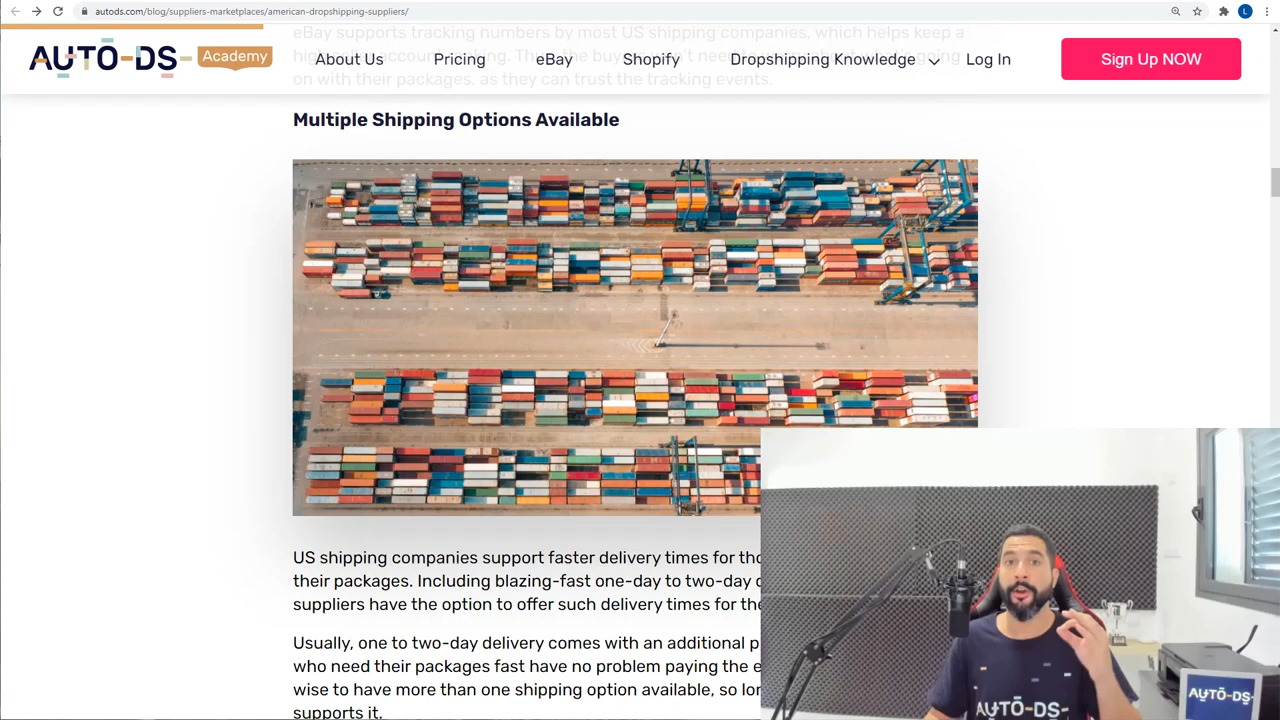 autods.com/blog/suppliers-marketplaces/american-dropshipping-suppliers/
L
eBay supports tracking numbers by most US shipping companies, which helps keep a
AUTO-DS-
Academy
About Us
Pricing
eBay
Shopify
Dropshipping Knowledge
Log In
Sign Up NOW
on with their packages, as they can trust the tracking events.
Multiple Shipping Options Available
US shipping companies support faster delivery times for
their packages. Including blazing-fast one-day to two-day
suppliers have the option to offer such delivery times for
Usually, one to two-day delivery comes with an additional
who need their packages fast have no problem paying the
wise to have more than one shipping option available, so
supports it.
AUTO-DS-
AUTO-DS-